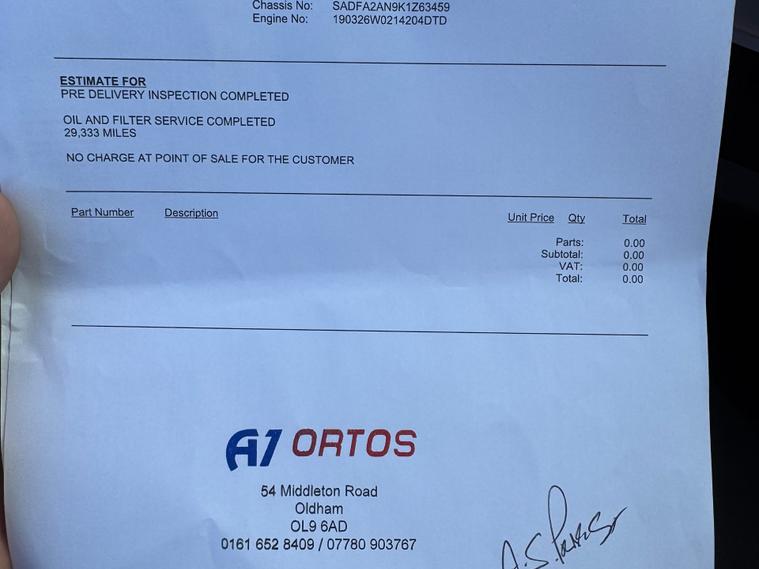 Chassis No: SADFA2AN9K1Z63459
Engine No: 190326W0214204DTD
ESTIMATE FOR
PRE DELIVERY INSPECTION COMPLETED
OIL AND FILTER SERVICE COMPLETED
29,333 MILES
NO CHARGE AT POINT OF SALE FOR THE CUSTOMER
Part Number Description Unit Price Qty Total
Parts: 0.00
Subtotal: 0.00
VAT: 0.00
Total: 0.00
A1 ORTOS
54 Middleton Road
Oldham
OL9 6AD
0161 652 8409 / 07780 903767